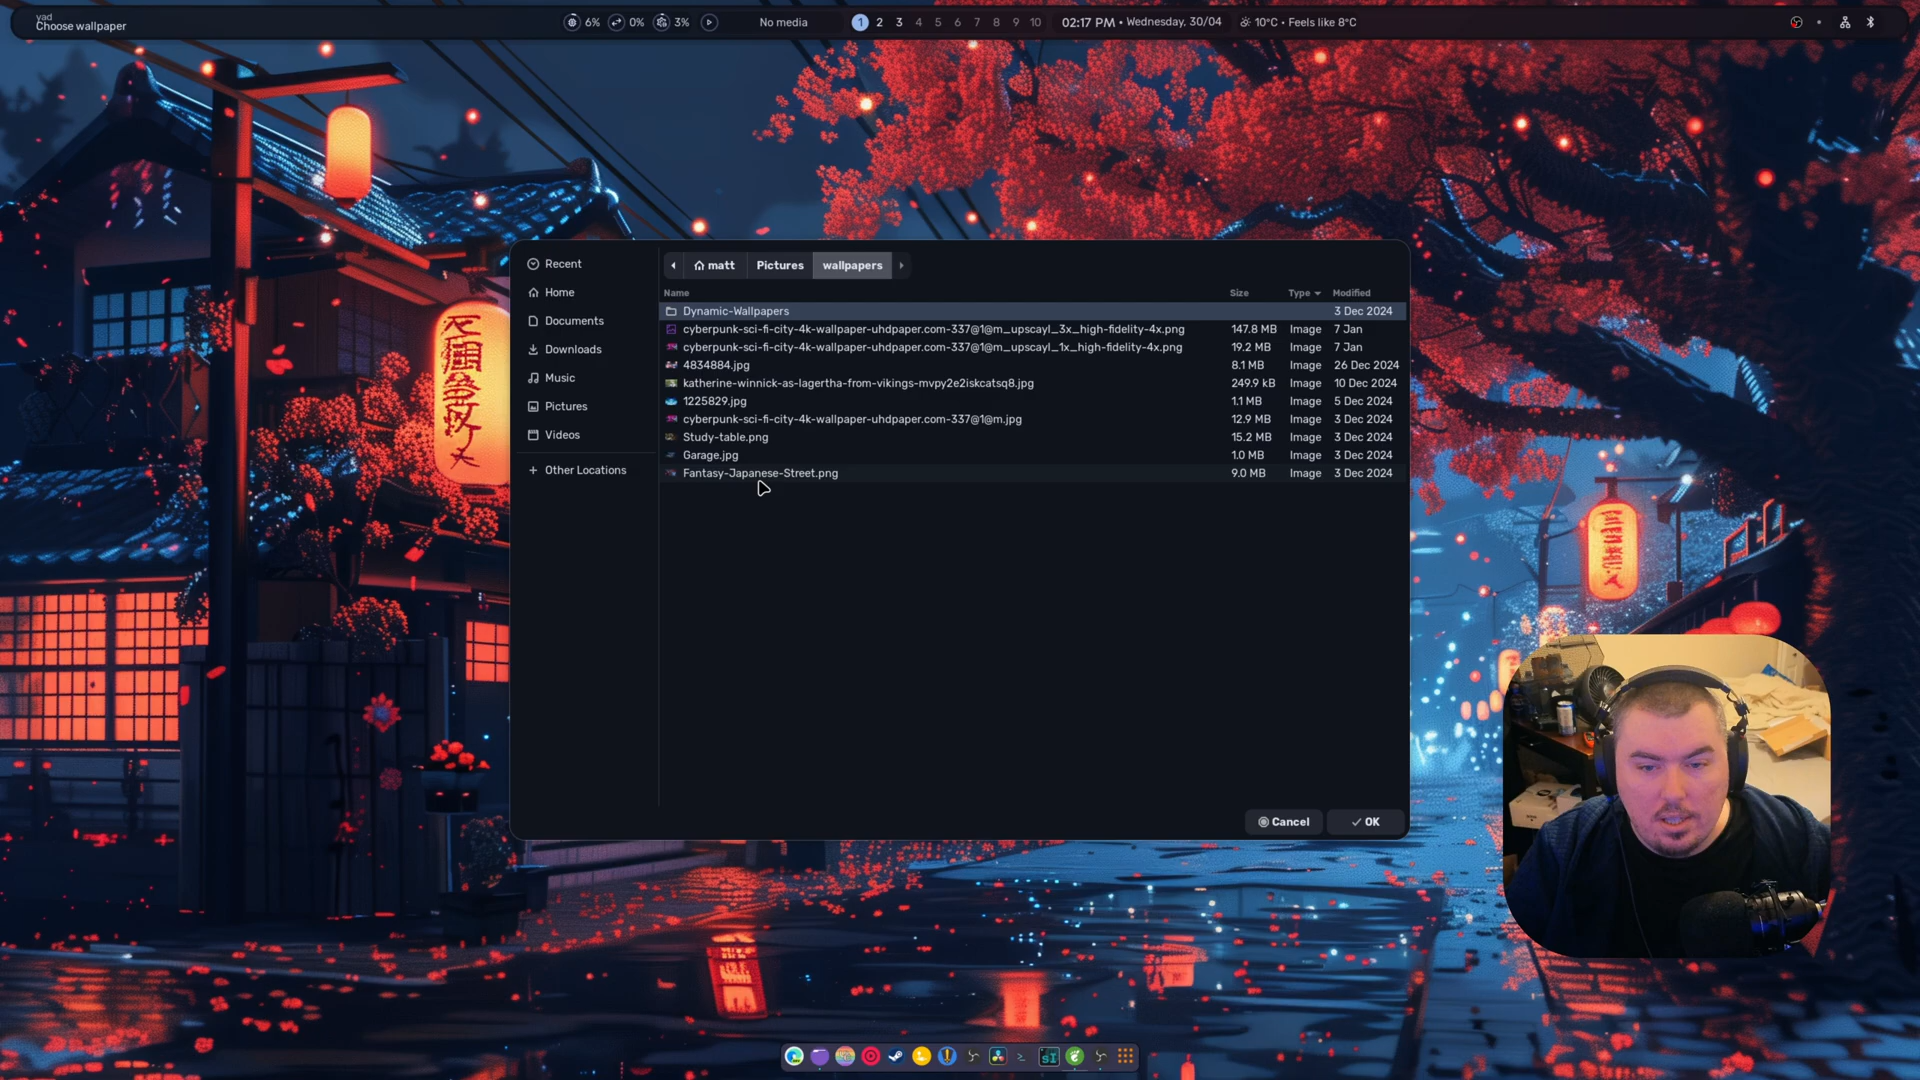 yad
Choose wallpaper
6%
0%
3%
No media
1 2 3 4 5 6 7 8 9 10
02:17 PM • Wednesday, 30/04
10°C • Feels like 8°C
Recent
Home
Documents
Downloads
Music
Pictures
Videos
Other Locations
matt
Pictures
wallpapers
Name Size Type Modified
Dynamic-Wallpapers 3 Dec 2024
cyberpunk-sci-fi-city-4k-wallpaper-uhdpaper.com-337@1@m_upscayl_3x_high-fidelity-4x.png 147.8 MB Image 7 Jan
cyberpunk-sci-fi-city-4k-wallpaper-uhdpaper.com-337@1@m_upscayl_1x_high-fidelity-4x.png 19.2 MB Image 7 Jan
4834884.jpg 8.1 MB Image 26 Dec 2024
katherine-winnick-as-lagertha-from-vikings-mvpy2e2iskcatsq8.jpg 249.9 kB Image 10 Dec 2024
1225829.jpg 1.1 MB Image 5 Dec 2024
cyberpunk-sci-fi-city-4k-wallpaper-uhdpaper.com-337@1@m.jpg 12.9 MB Image 3 Dec 2024
Study-table.png 15.2 MB Image 3 Dec 2024
Garage.jpg 1.0 MB Image 3 Dec 2024
Fantasy-Japanese-Street.png 9.0 MB Image 3 Dec 2024
Cancel
OK